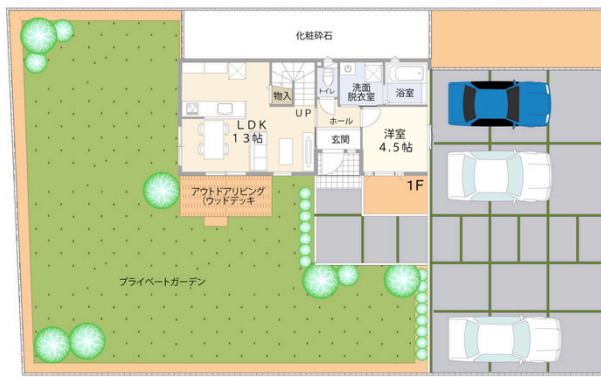 化粧砕石
物入
トイレ
洗面
脱衣室
浴室
UP
LDK
13帖
ホール
玄関
洋室
4.5帖
1F
アウトドアリビング
(ウッドデッキ
プライベートガーデン